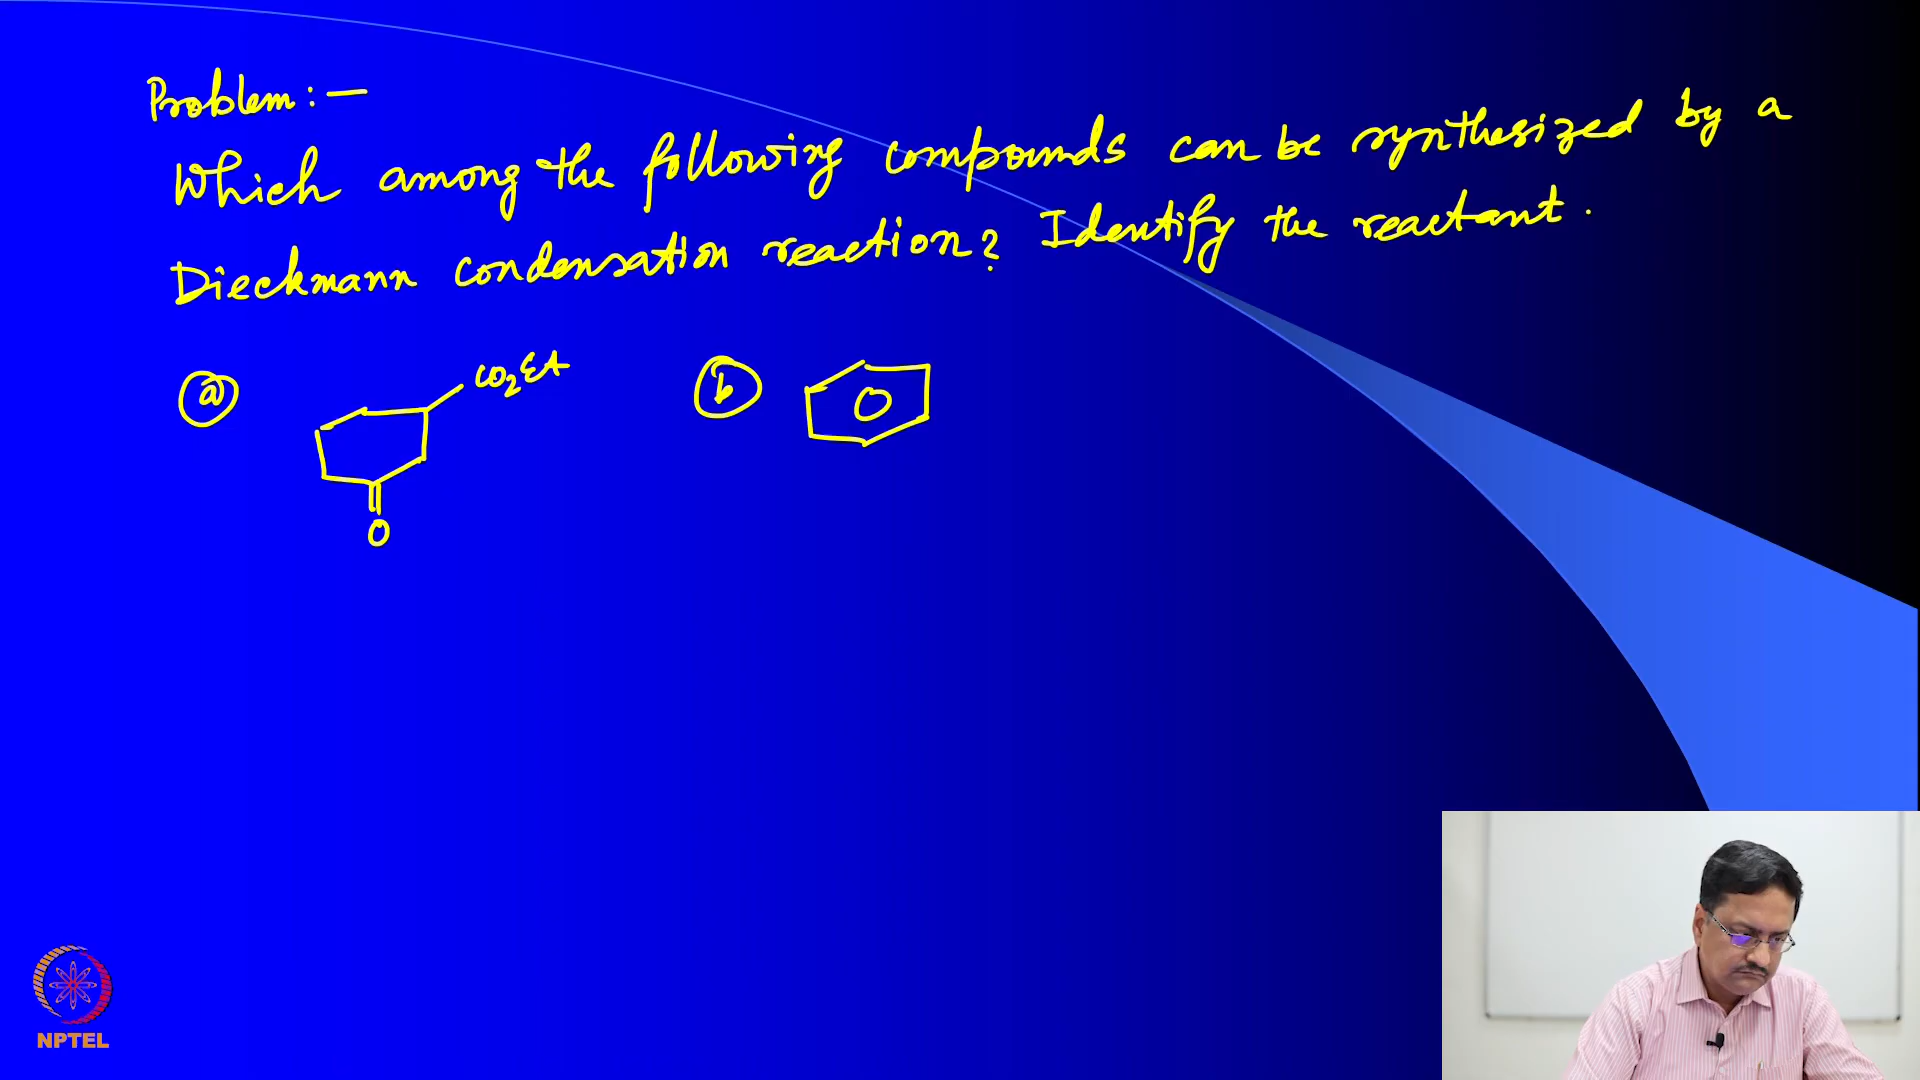 Problem:—
Which among the following compounds can be synthesized by a
Dieckmann condensation reaction? Identify the reactant.
(a) CO2Et (b)
O
NPTEL